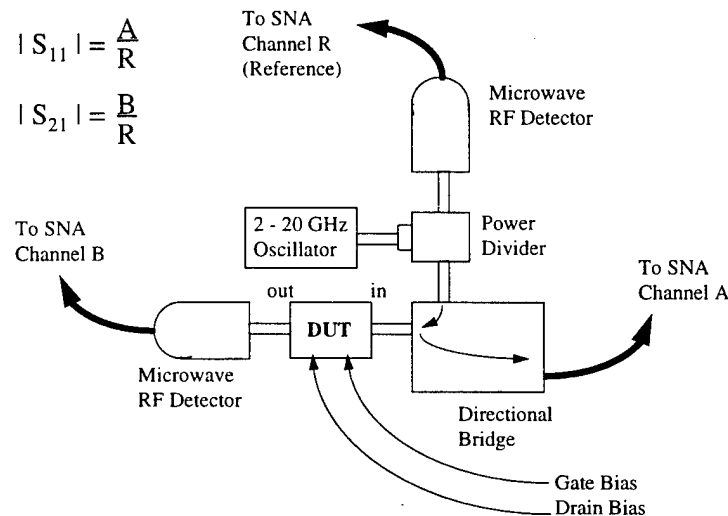 | S11 | = A/R
| S21 | = B/R
To SNA
Channel R
(Reference)
Microwave
RF Detector
2 - 20 GHz
Oscillator
Power
Divider
To SNA
Channel B
To SNA
Channel A
out
in
DUT
Microwave
RF Detector
Directional
Bridge
Gate Bias
Drain Bias